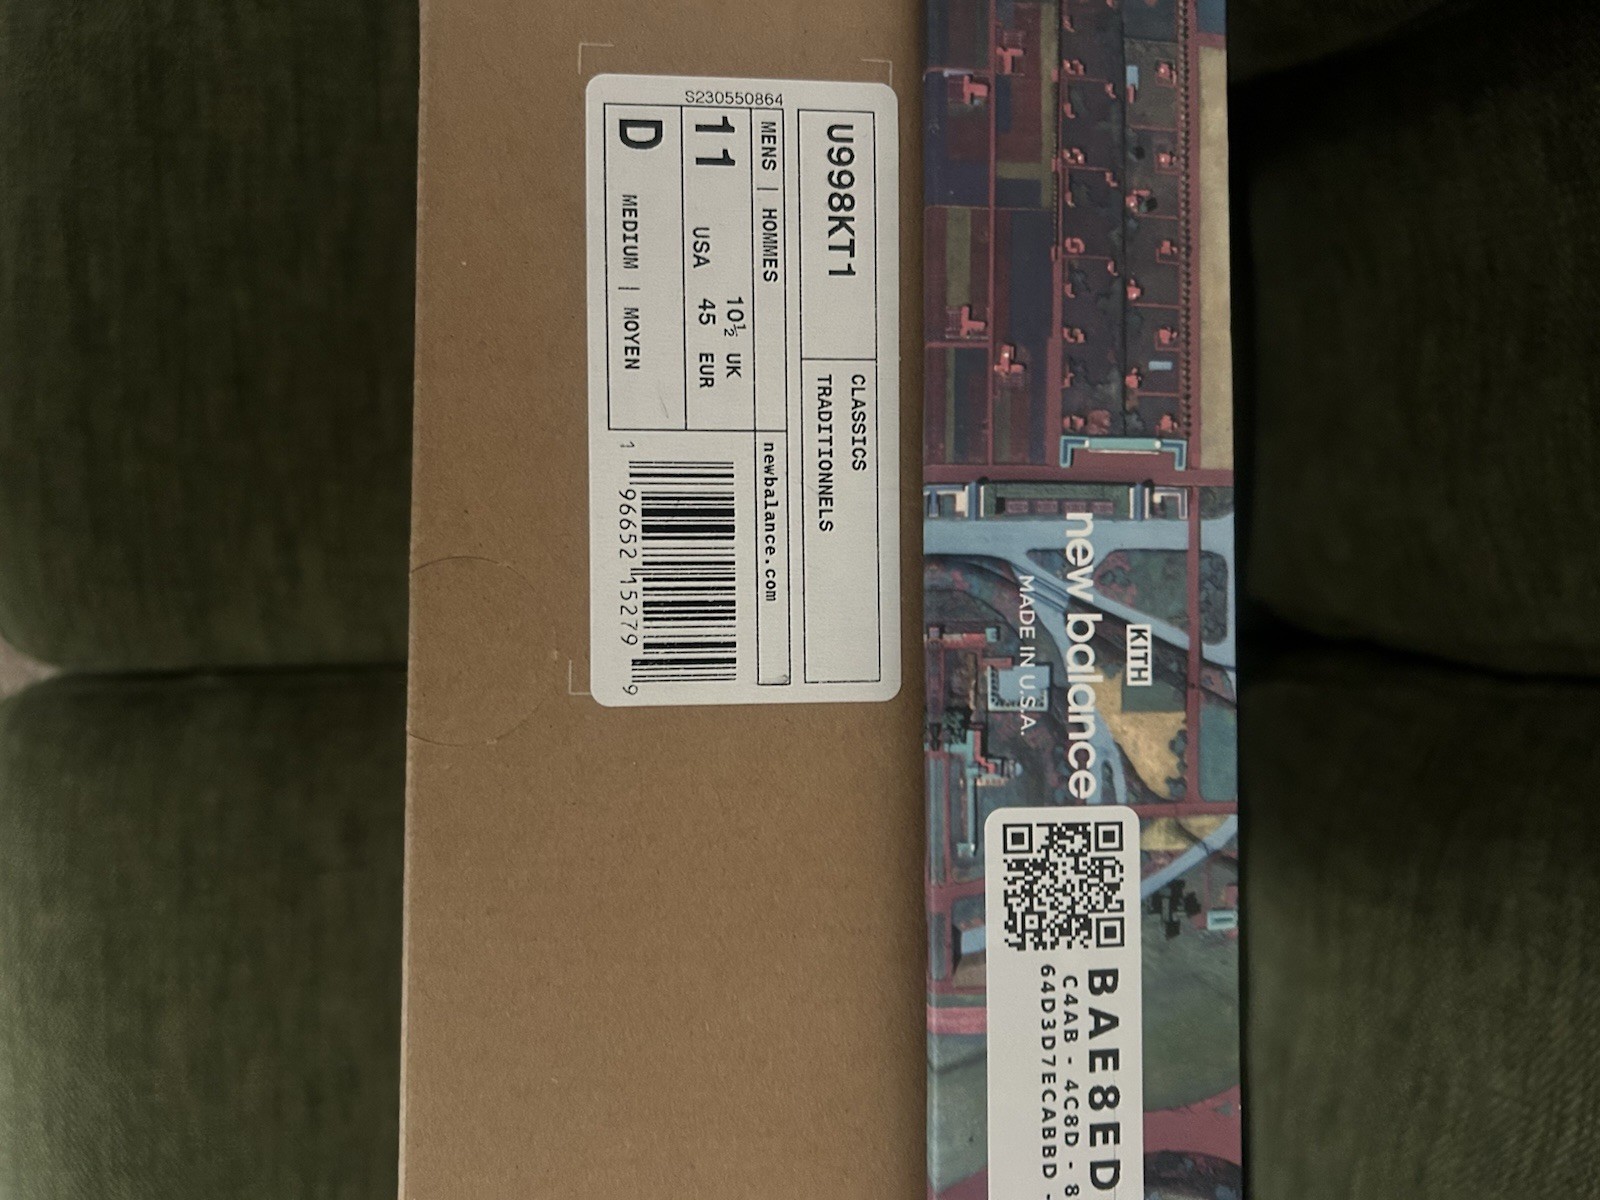 S230550864
U998KT1
CLASSICS
TRADITIONNELS
MENS | HOMMES
newbalance.com
11 USA
10½ UK
45 EUR
D MEDIUM | MOYEN
1 96652 15279 9
KITH
new balance
MADE IN U.S.A.
BAE8ED
C4AB - 4C8D - 8
64D3D7ECABBD -